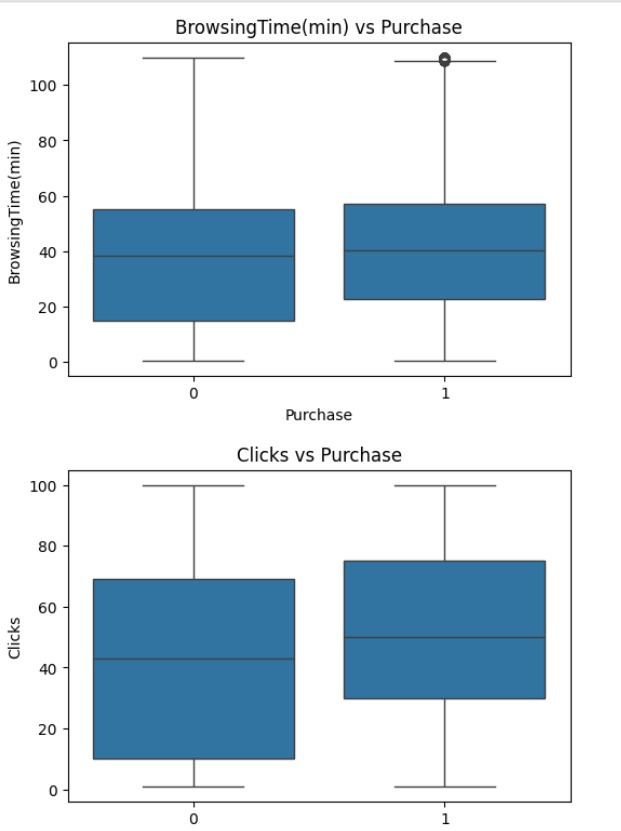 BrowsingTime(min) vs Purchase
100
80
60
40
20
0
BrowsingTime(min)
0 1
Purchase
Clicks vs Purchase
100
80
60
40
20
0
Clicks
0 1